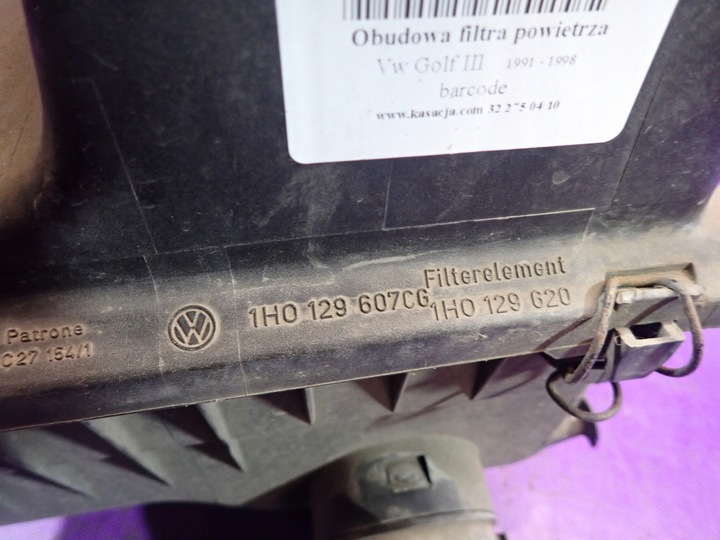 Obudowa filtra powietrza
Vw Golf III 1991 - 1998
barcode
www.kasacja.com 32 275 04 10
Filterelement
1H0 129 607CG 1H0 129 620
Patrone
C27 154/1